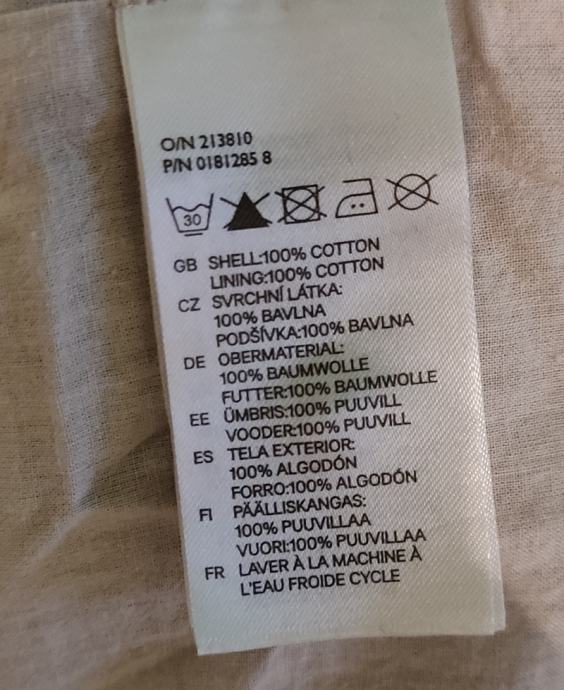 O/N 213810
P/N 0181285 8
30
GB SHELL:100% COTTON
LINING:100% COTTON
CZ SVRCHNÍ LÁTKA:
100% BAVLNA
PODŠÍVKA:100% BAVLNA
DE OBERMATERIAL:
100% BAUMWOLLE
FUTTER:100% BAUMWOLLE
EE ÜMBRIS:100% PUUVILL
VOODER:100% PUUVILL
ES TELA EXTERIOR:
100% ALGODÓN
FORRO:100% ALGODÓN
FI PÄÄLLISKANGAS:
100% PUUVILLAA
VUORI:100% PUUVILLAA
FR LAVER À LA MACHINE À
L'EAU FROIDE CYCLE